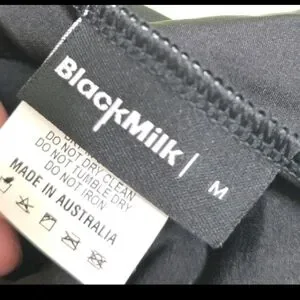 BlackMilk | M
DO NOT DRY CLEAN
DO NOT TUMBLE DRY
DO NOT IRON
MADE IN AUSTRALIA